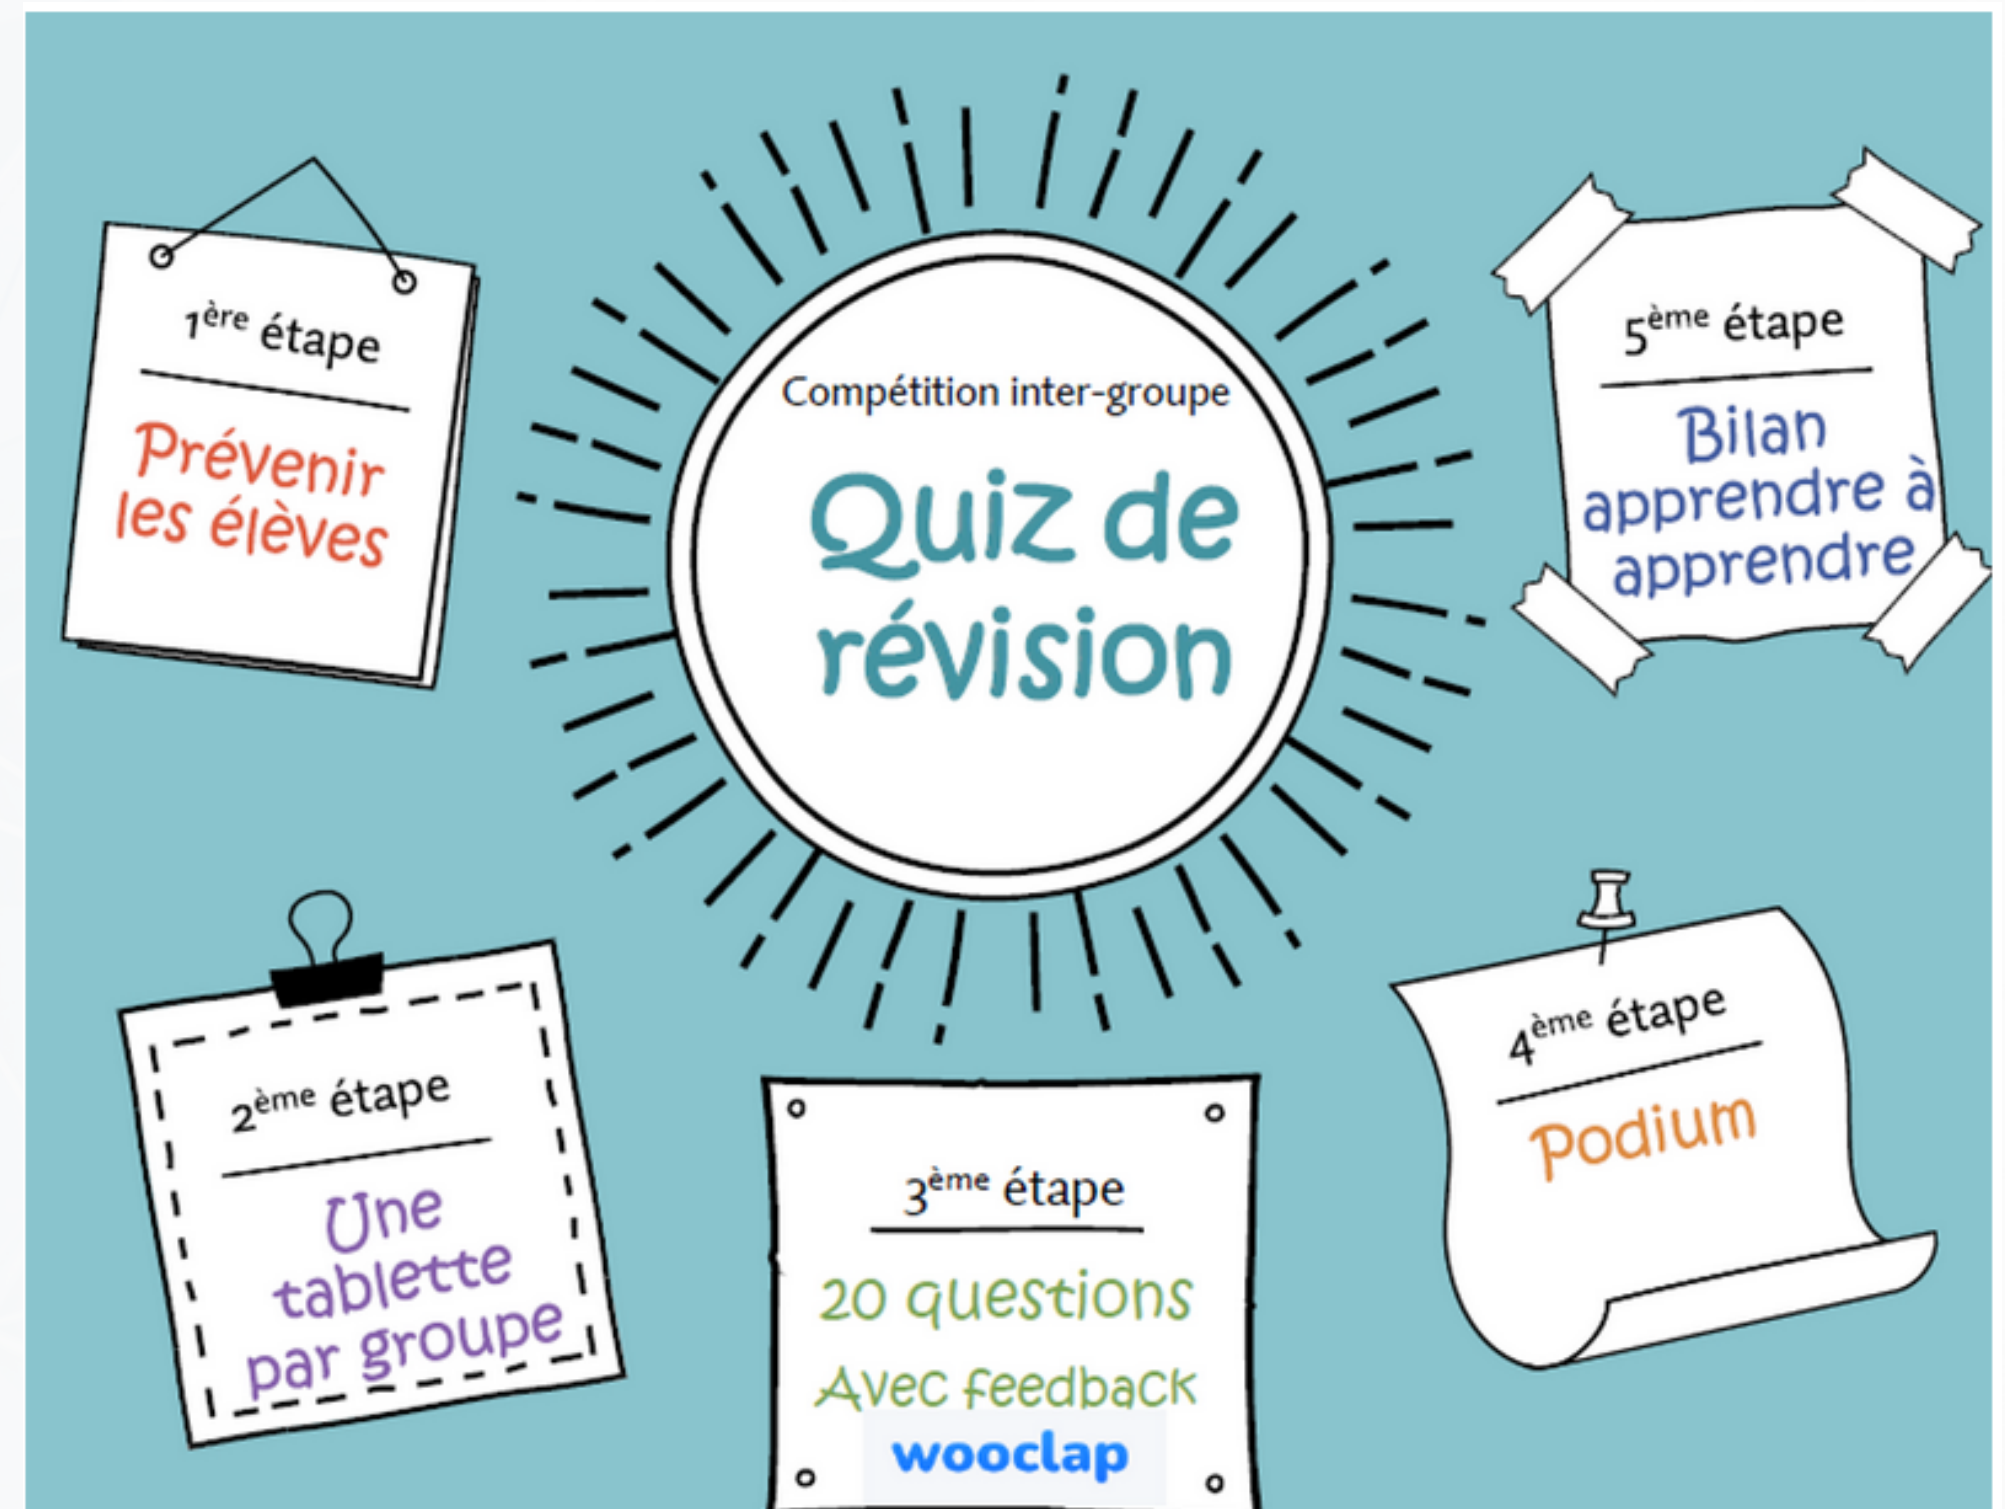 Compétition inter-groupe
Quiz de
révision
1ère étape
Prévenir
les élèves
2ème étape
Une
tablette
par groupe
3ème étape
20 questions
Avec feedback
wooclap
4ème étape
Podium
5ème étape
Bilan
apprendre à
apprendre